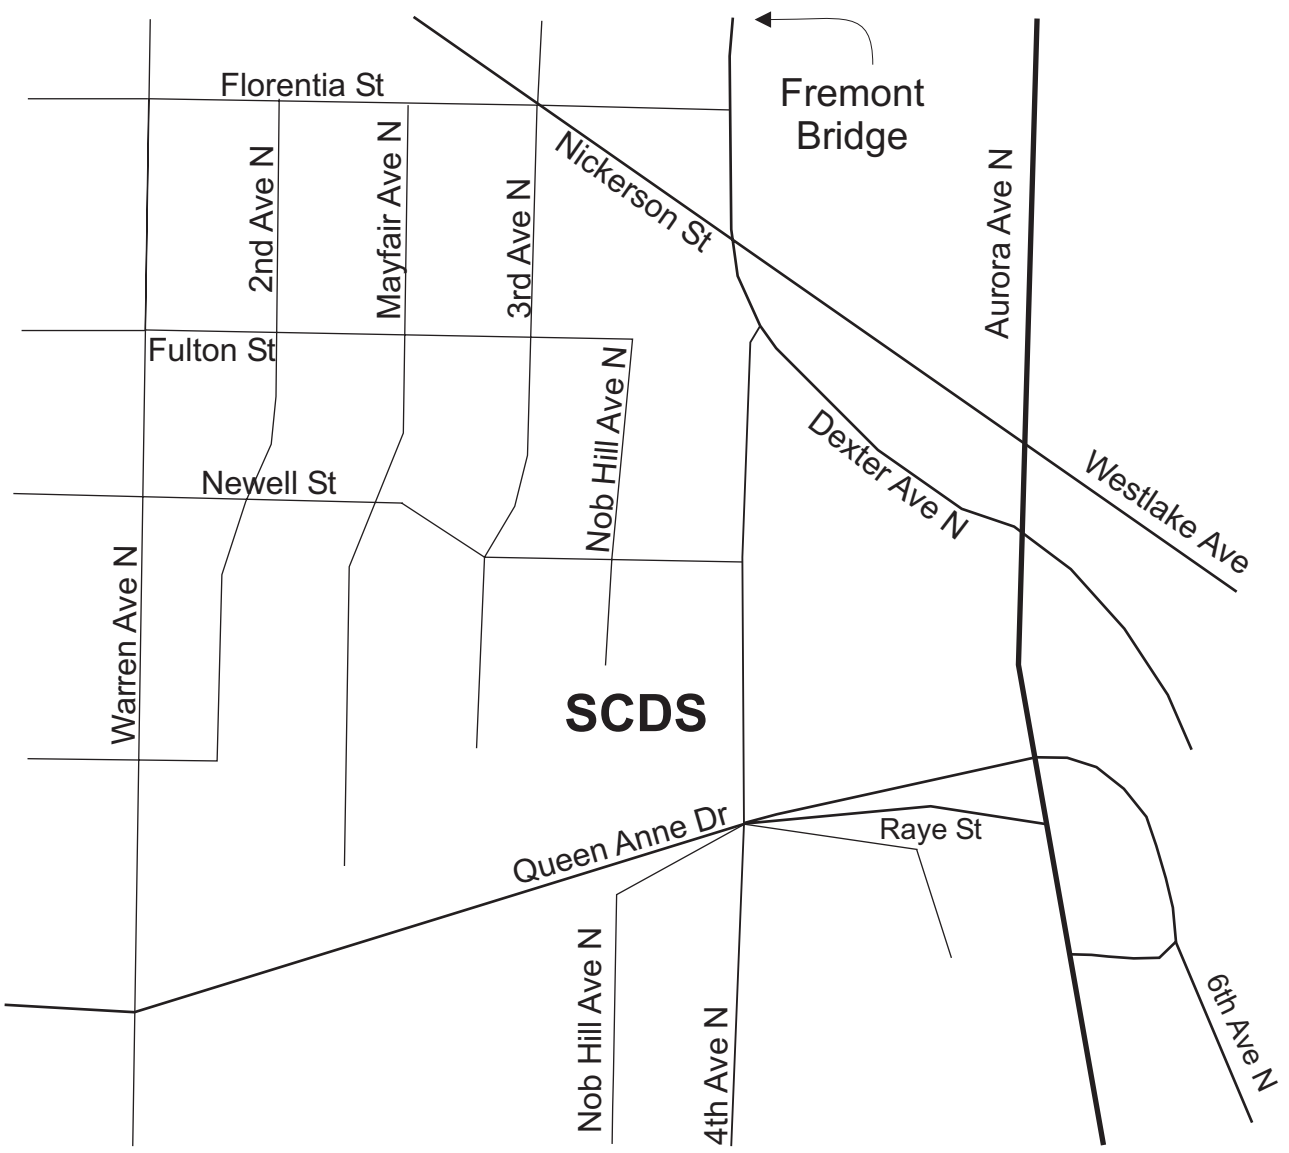 Florentia St
Fremont
Bridge
2nd Ave N
Mayfair Ave N
3rd Ave N
Nickerson St
Aurora Ave N
Fulton St
Nob Hill Ave N
Dexter Ave N
Westlake Ave
Newell St
Warren Ave N
SCDS
Queen Anne Dr
Raye St
Nob Hill Ave N
4th Ave N
6th Ave N